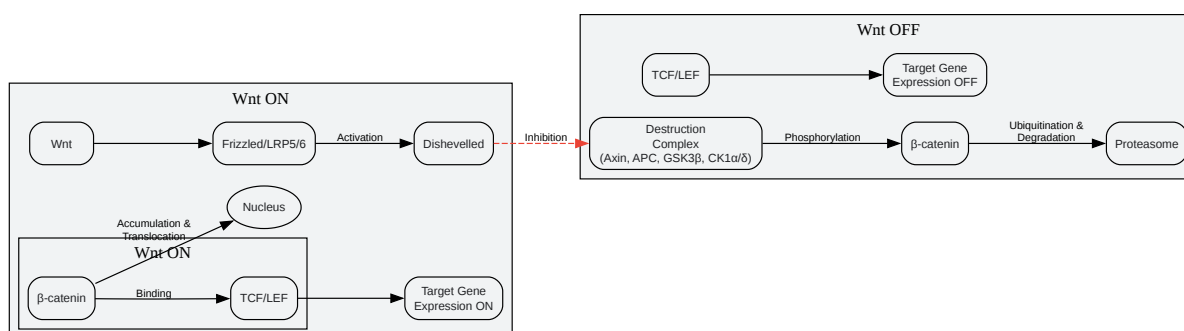 Wnt OFF
TCF/LEF
Target Gene
Expression OFF
Wnt ON
Wnt
Frizzled/LRP5/6
Activation
Dishevelled
Inhibition
Destruction
Complex
(Axin, APC, GSK3β, CK1α/δ)
Phosphorylation
β-catenin
Ubiquitination &
Degradation
Proteasome
Nucleus
Accumulation &
Translocation
Wnt ON
β-catenin
Binding
TCF/LEF
Target Gene
Expression ON